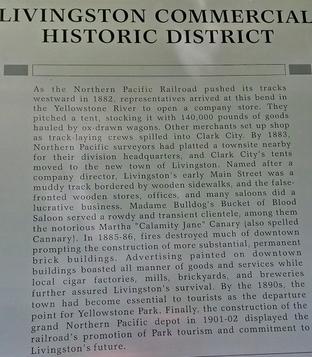 LIVINGSTON COMMERCIAL
HISTORIC DISTRICT
As the Northern Pacific Railroad pushed its tracks
westward in 1882, representatives arrived at this bend in
the Yellowstone River to open a company store. They
pitched a tent, stocking it with 140,000 pounds of goods
hauled by ox-drawn wagons. Other merchants set up shop
as track-laying crews spilled into Clark City. By 1883,
Northern Pacific surveyors had platted a townsite nearby
for their division headquarters, and Clark City's tents
moved to the new town of Livingston. Named after a
company director, Livingston's early Main Street was a
muddy track bordered by wooden sidewalks, and the false-
fronted wooden stores, offices, and many saloons did a
lucrative business. Madame Bulldog's Bucket of Blood
Saloon served a rowdy and transient clientele, among them
the notorious Martha "Calamity Jane" Canary (also spelled
Cannary). In 1885-86, fires destroyed much of downtown
prompting the construction of more substantial, permanent
brick buildings. Advertising painted on downtown
buildings boasted all manner of goods and services while
local cigar factories, mills, brickyards, and breweries
further assured Livingston's survival. By the 1890s, the
town had become essential to tourists as the departure
point for Yellowstone Park. Finally, the construction of the
grand Northern Pacific depot in 1901-02 displayed the
railroad's promotion of Park tourism and commitment to
Livingston's future.